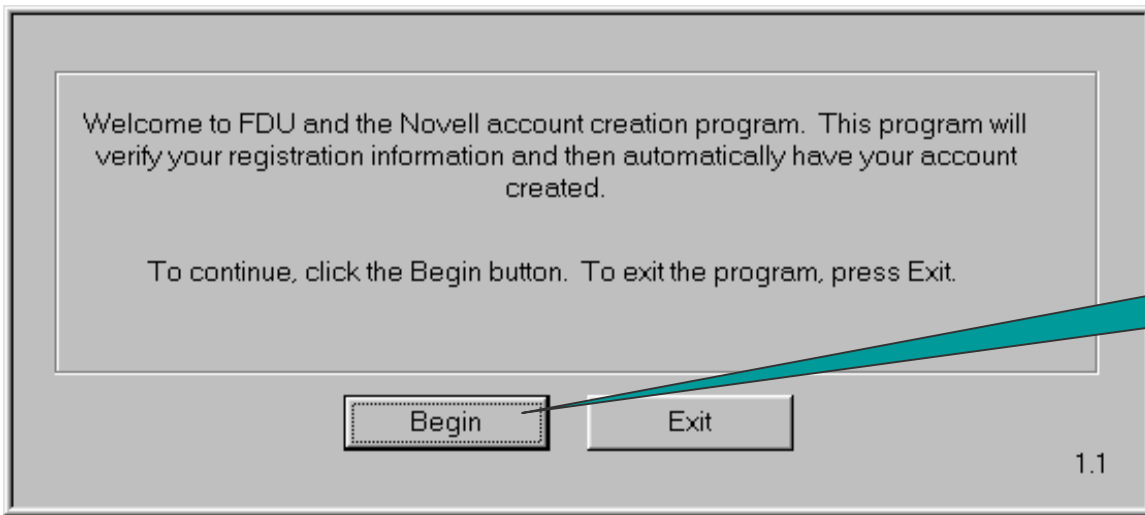 Welcome to FDU and the Novell account creation program.  This program will
verify your registration information and then automatically have your account
created.
To continue, click the Begin button.  To exit the program, press Exit.
Begin
Exit
1.1